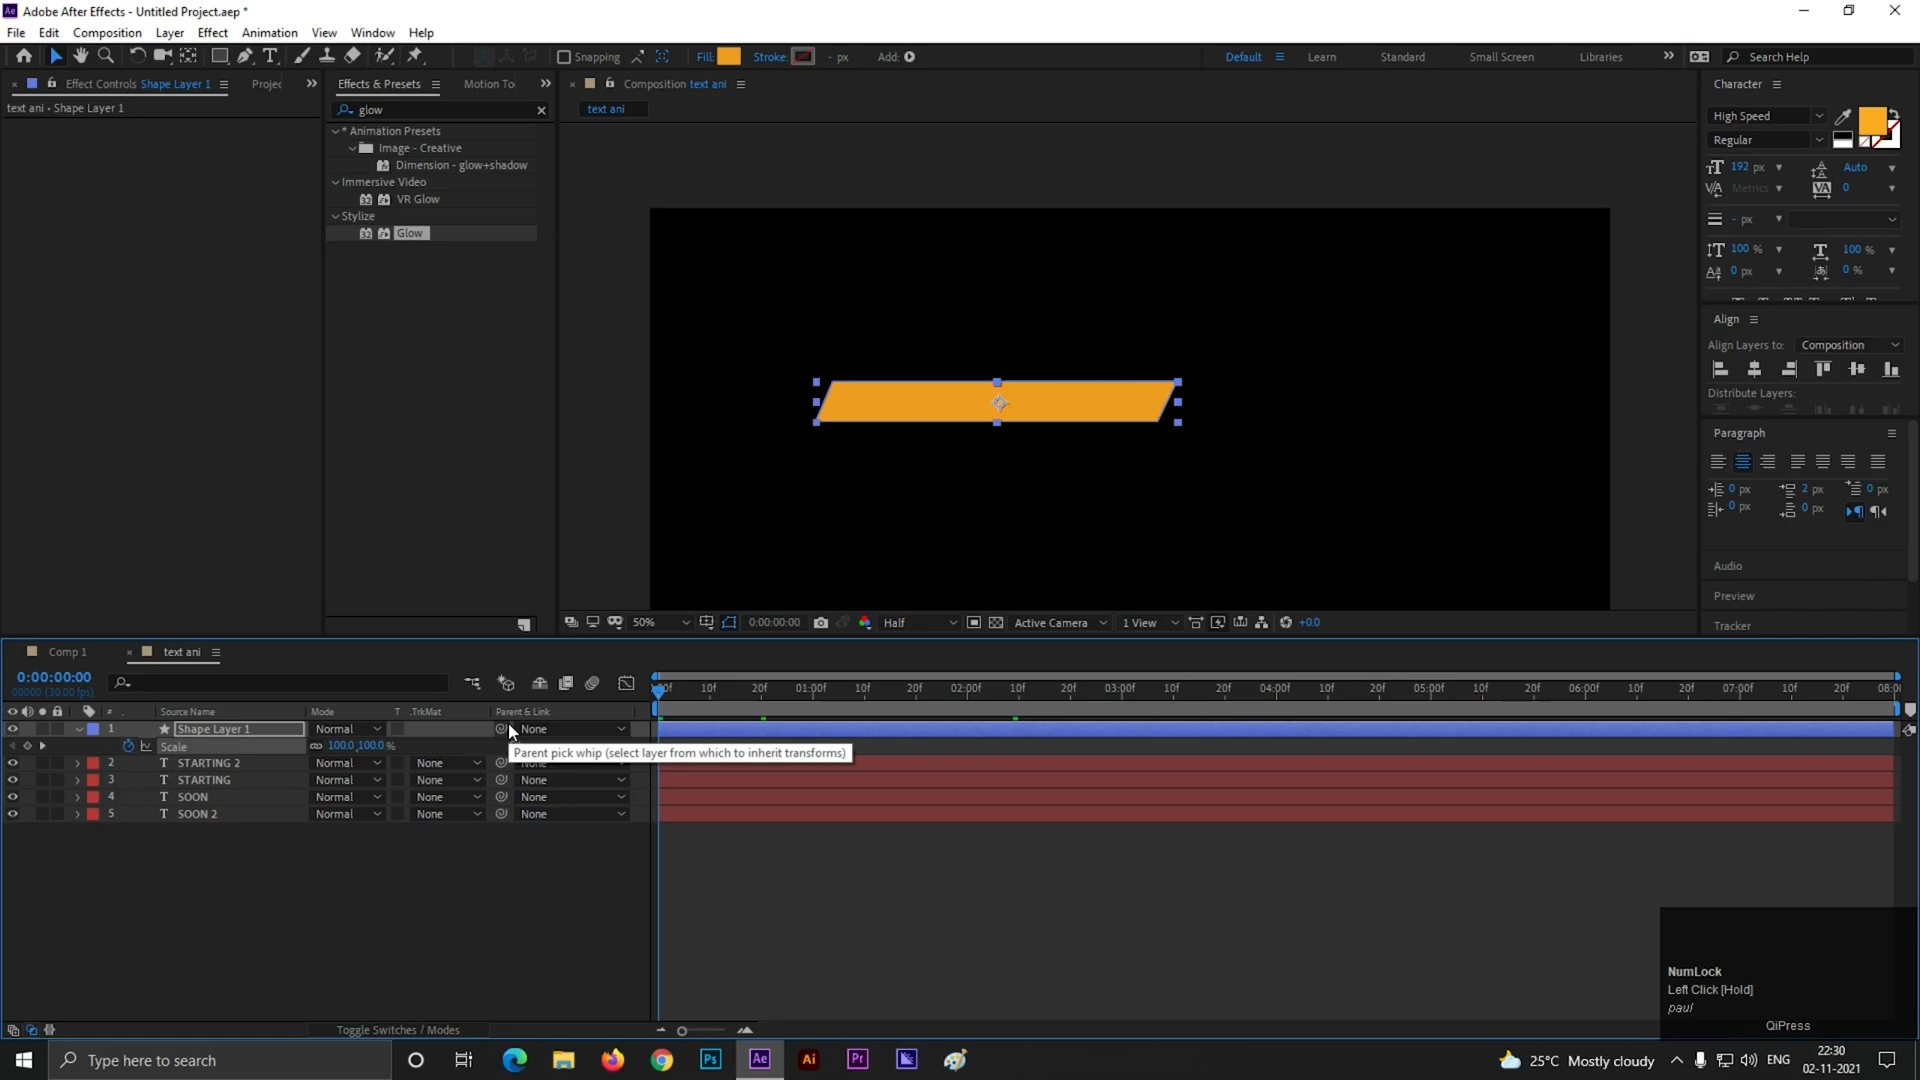 Adobe After Effects - Untitled Project.aep *
File Edit Composition Layer Effect Animation View Window Help
Snapping Fill: Stroke: - px Add: Default Learn Standard Small Screen Libraries Search Help
Effect Controls Shape Layer 1 Projec
Effects & Presets Motion To
Composition text ani
Character
text ani • Shape Layer 1
glow
text ani
High Speed
* Animation Presets
Regular
Image - Creative
Dimension - glow+shadow
192 px Auto
Immersive Video
Metrics 0
VR Glow
Stylize
- px
Glow
100 % 100 %
0 px 0 %
Align
Align Layers to: Composition
Distribute Layers:
Paragraph
0 px 2 px 0 px
0 px 0 px
Audio
Preview
Tracker
50% 0:00:00:00 Half Active Camera 1 View +0.0
Comp 1 text ani
0:00:00:00
00000 (30.00 fps)
10f 20f 01:00f 10f 20f 02:00f 10f 20f 03:00f 10f 20f 04:00f 10f 20f 05:00f 10f 20f 06:00f 10f 20f 07:00f 10f 20f 08:0
# Source Name Mode T .TrkMat Parent & Link
1 Shape Layer 1 Normal None
Scale 100.0,100.0 %
Parent pick whip (select layer from which to inherit transforms)
2 T STARTING 2 Normal None None
3 T STARTING Normal None None
4 T SOON Normal None None
5 T SOON 2 Normal None None
NumLock
Left Click [Hold]
paul
QiPress
Toggle Switches / Modes
Type here to search
Ps Ae Ai Pr
25°C Mostly cloudy ENG
22:30
02-11-2021